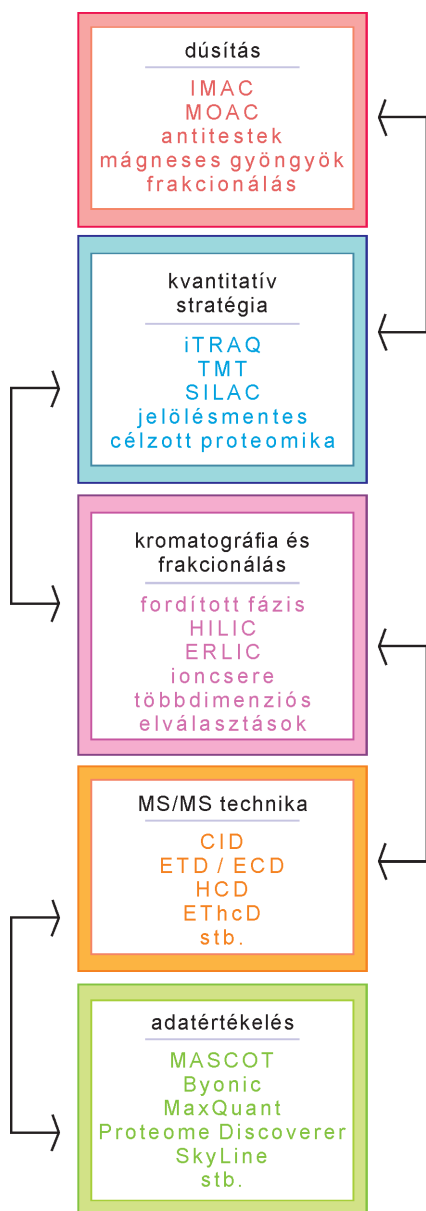 dúsítás
IMAC
MOAC
antitestek
mágneses gyöngyök
frakcionálás
kvantitatív
stratégia
iTRAQ
TMT
SILAC
jelölésmentes
célzott proteomika
kromatográfia és
frakcionálás
fordított fázis
HILIC
ERLIC
ioncsere
többdimenziós
elválasztások
MS/MS technika
CID
ETD / ECD
HCD
EThcD
stb.
adatértékelés
MASCOT
Byonic
MaxQuant
Proteome Discoverer
SkyLine
stb.